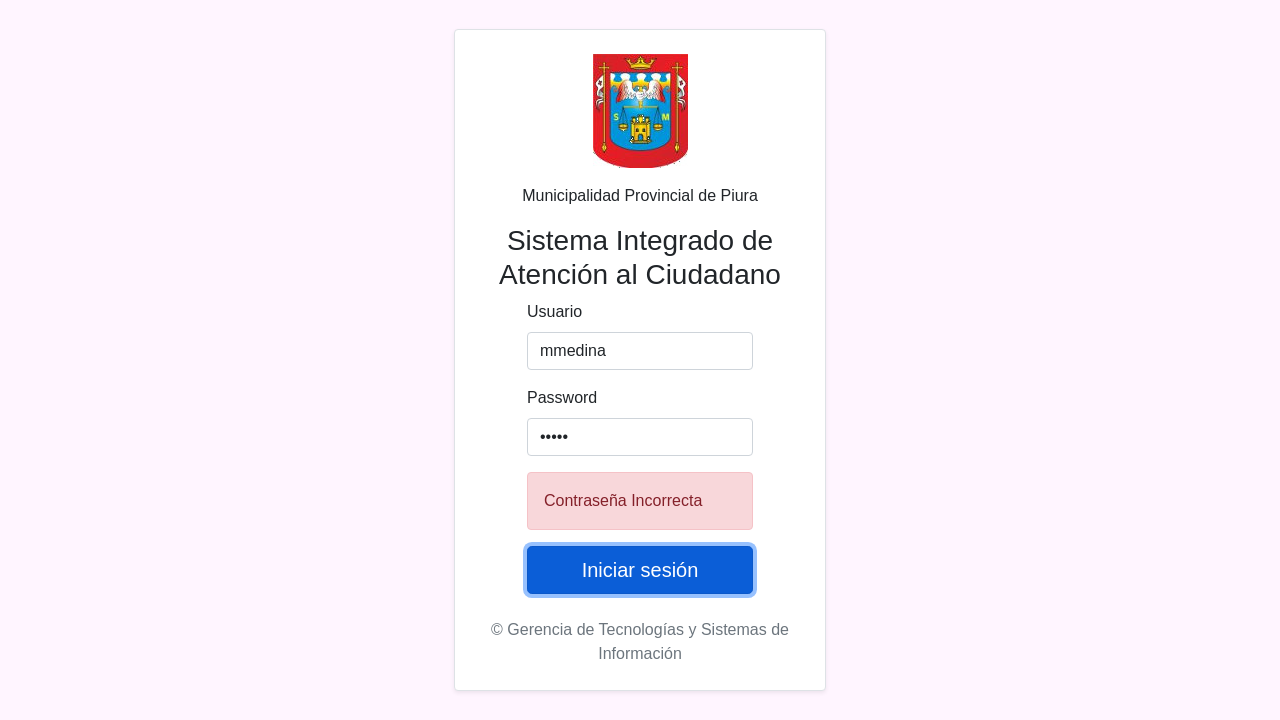 S M
Municipalidad Provincial de Piura
Sistema Integrado de
Atención al Ciudadano
Usuario
mmedina
Password
•••••
Contraseña Incorrecta
Iniciar sesión
© Gerencia de Tecnologías y Sistemas de
Información